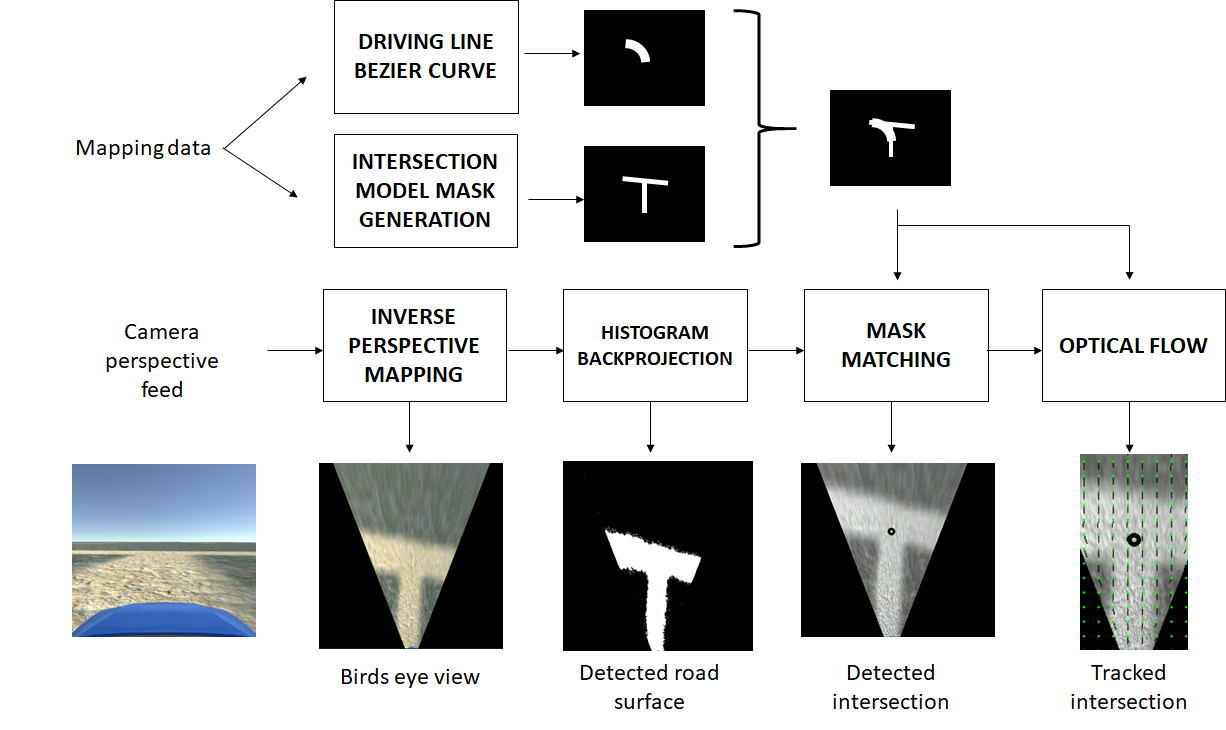 DRIVING LINE
BEZIER CURVE
Mapping data
INTERSECTION
MODEL MASK
GENERATION
Camera
perspective
feed
INVERSE
PERSPECTIVE
MAPPING
HISTOGRAM
BACKPROJECTION
MASK
MATCHING
OPTICAL FLOW
Birds eye view
Detected road
surface
Detected
intersection
Tracked
intersection